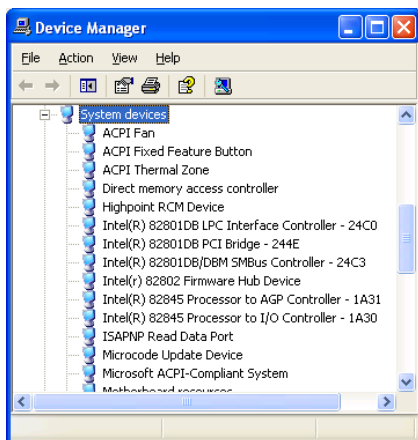 Device Manager
File Action View Help
System devices
ACPI Fan
ACPI Fixed Feature Button
ACPI Thermal Zone
Direct memory access controller
Highpoint RCM Device
Intel(R) 82801DB LPC Interface Controller - 24C0
Intel(R) 82801DB PCI Bridge - 244E
Intel(R) 82801DB/DBM SMBus Controller - 24C3
Intel(r) 82802 Firmware Hub Device
Intel(R) 82845 Processor to AGP Controller - 1A31
Intel(R) 82845 Processor to I/O Controller - 1A30
ISAPNP Read Data Port
Microcode Update Device
Microsoft ACPI-Compliant System
Motherboard resources